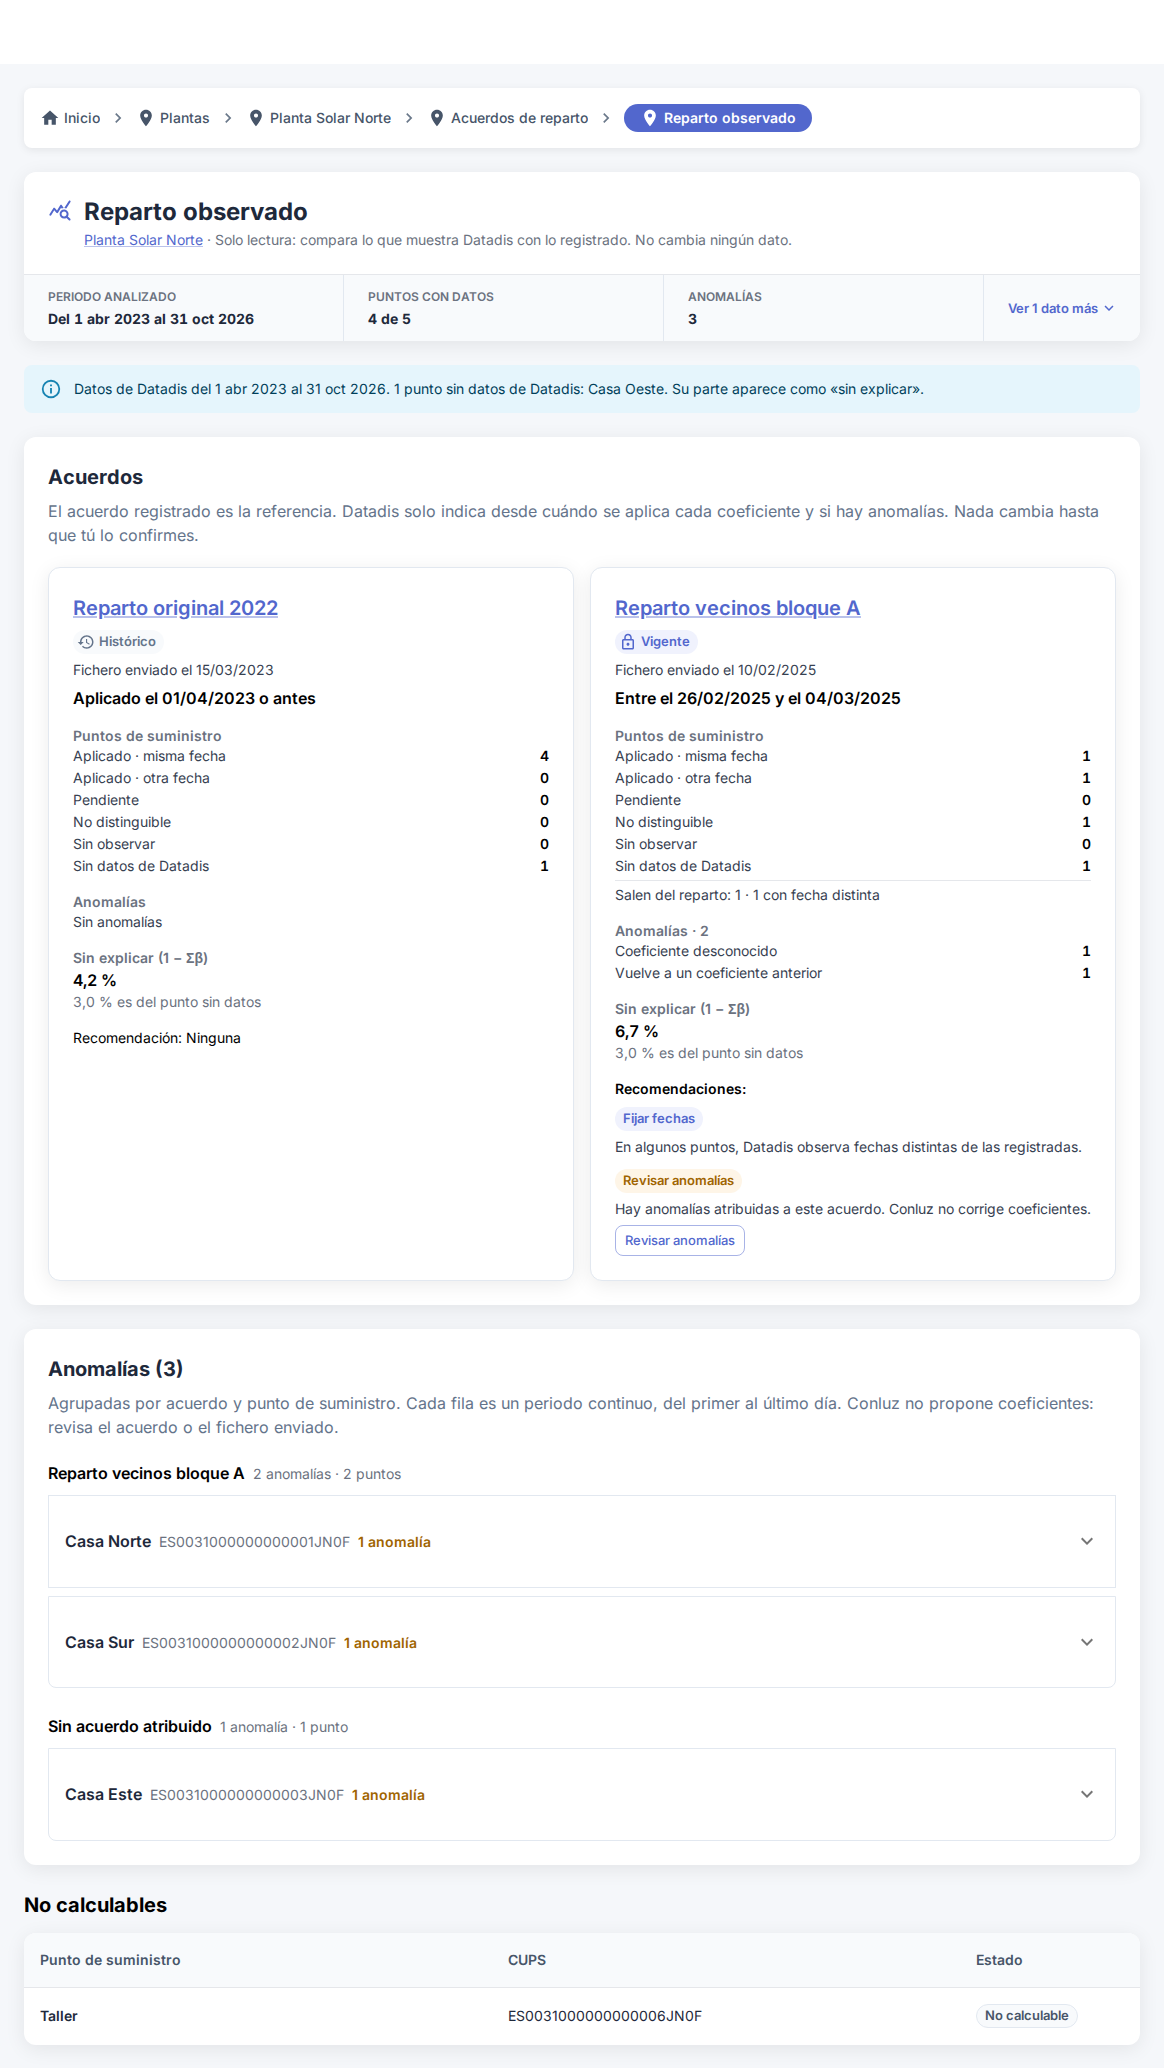 Inicio > Plantas > Planta Solar Norte > Acuerdos de reparto > Reparto observado
Reparto observado
Planta Solar Norte · Solo lectura: compara lo que muestra Datadis con lo registrado. No cambia ningún dato.
PERIODO ANALIZADO
Del 1 abr 2023 al 31 oct 2026
PUNTOS CON DATOS
4 de 5
ANOMALÍAS
3
Ver 1 dato más
Datos de Datadis del 1 abr 2023 al 31 oct 2026. 1 punto sin datos de Datadis: Casa Oeste. Su parte aparece como «sin explicar».
Acuerdos
El acuerdo registrado es la referencia. Datadis solo indica desde cuándo se aplica cada coeficiente y si hay anomalías. Nada cambia hasta
que tú lo confirmes.
Reparto original 2022
Histórico
Fichero enviado el 15/03/2023
Aplicado el 01/04/2023 o antes
Puntos de suministro
Aplicado · misma fecha 4
Aplicado · otra fecha 0
Pendiente 0
No distinguible 0
Sin observar 0
Sin datos de Datadis 1
Anomalías
Sin anomalías
Sin explicar (1 − Σβ)
4,2 %
3,0 % es del punto sin datos
Recomendación: Ninguna
Reparto vecinos bloque A
Vigente
Fichero enviado el 10/02/2025
Entre el 26/02/2025 y el 04/03/2025
Puntos de suministro
Aplicado · misma fecha 1
Aplicado · otra fecha 1
Pendiente 0
No distinguible 1
Sin observar 0
Sin datos de Datadis 1
Salen del reparto: 1 · 1 con fecha distinta
Anomalías · 2
Coeficiente desconocido 1
Vuelve a un coeficiente anterior 1
Sin explicar (1 − Σβ)
6,7 %
3,0 % es del punto sin datos
Recomendaciones:
Fijar fechas
En algunos puntos, Datadis observa fechas distintas de las registradas.
Revisar anomalías
Hay anomalías atribuidas a este acuerdo. Conluz no corrige coeficientes.
Revisar anomalías
Anomalías (3)
Agrupadas por acuerdo y punto de suministro. Cada fila es un periodo continuo, del primer al último día. Conluz no propone coeficientes:
revisa el acuerdo o el fichero enviado.
Reparto vecinos bloque A 2 anomalías · 2 puntos
Casa Norte ES0031000000000001JN0F 1 anomalía
Casa Sur ES0031000000000002JN0F 1 anomalía
Sin acuerdo atribuido 1 anomalía · 1 punto
Casa Este ES0031000000000003JN0F 1 anomalía
No calculables
Punto de suministro CUPS Estado
Taller ES0031000000000006JN0F No calculable